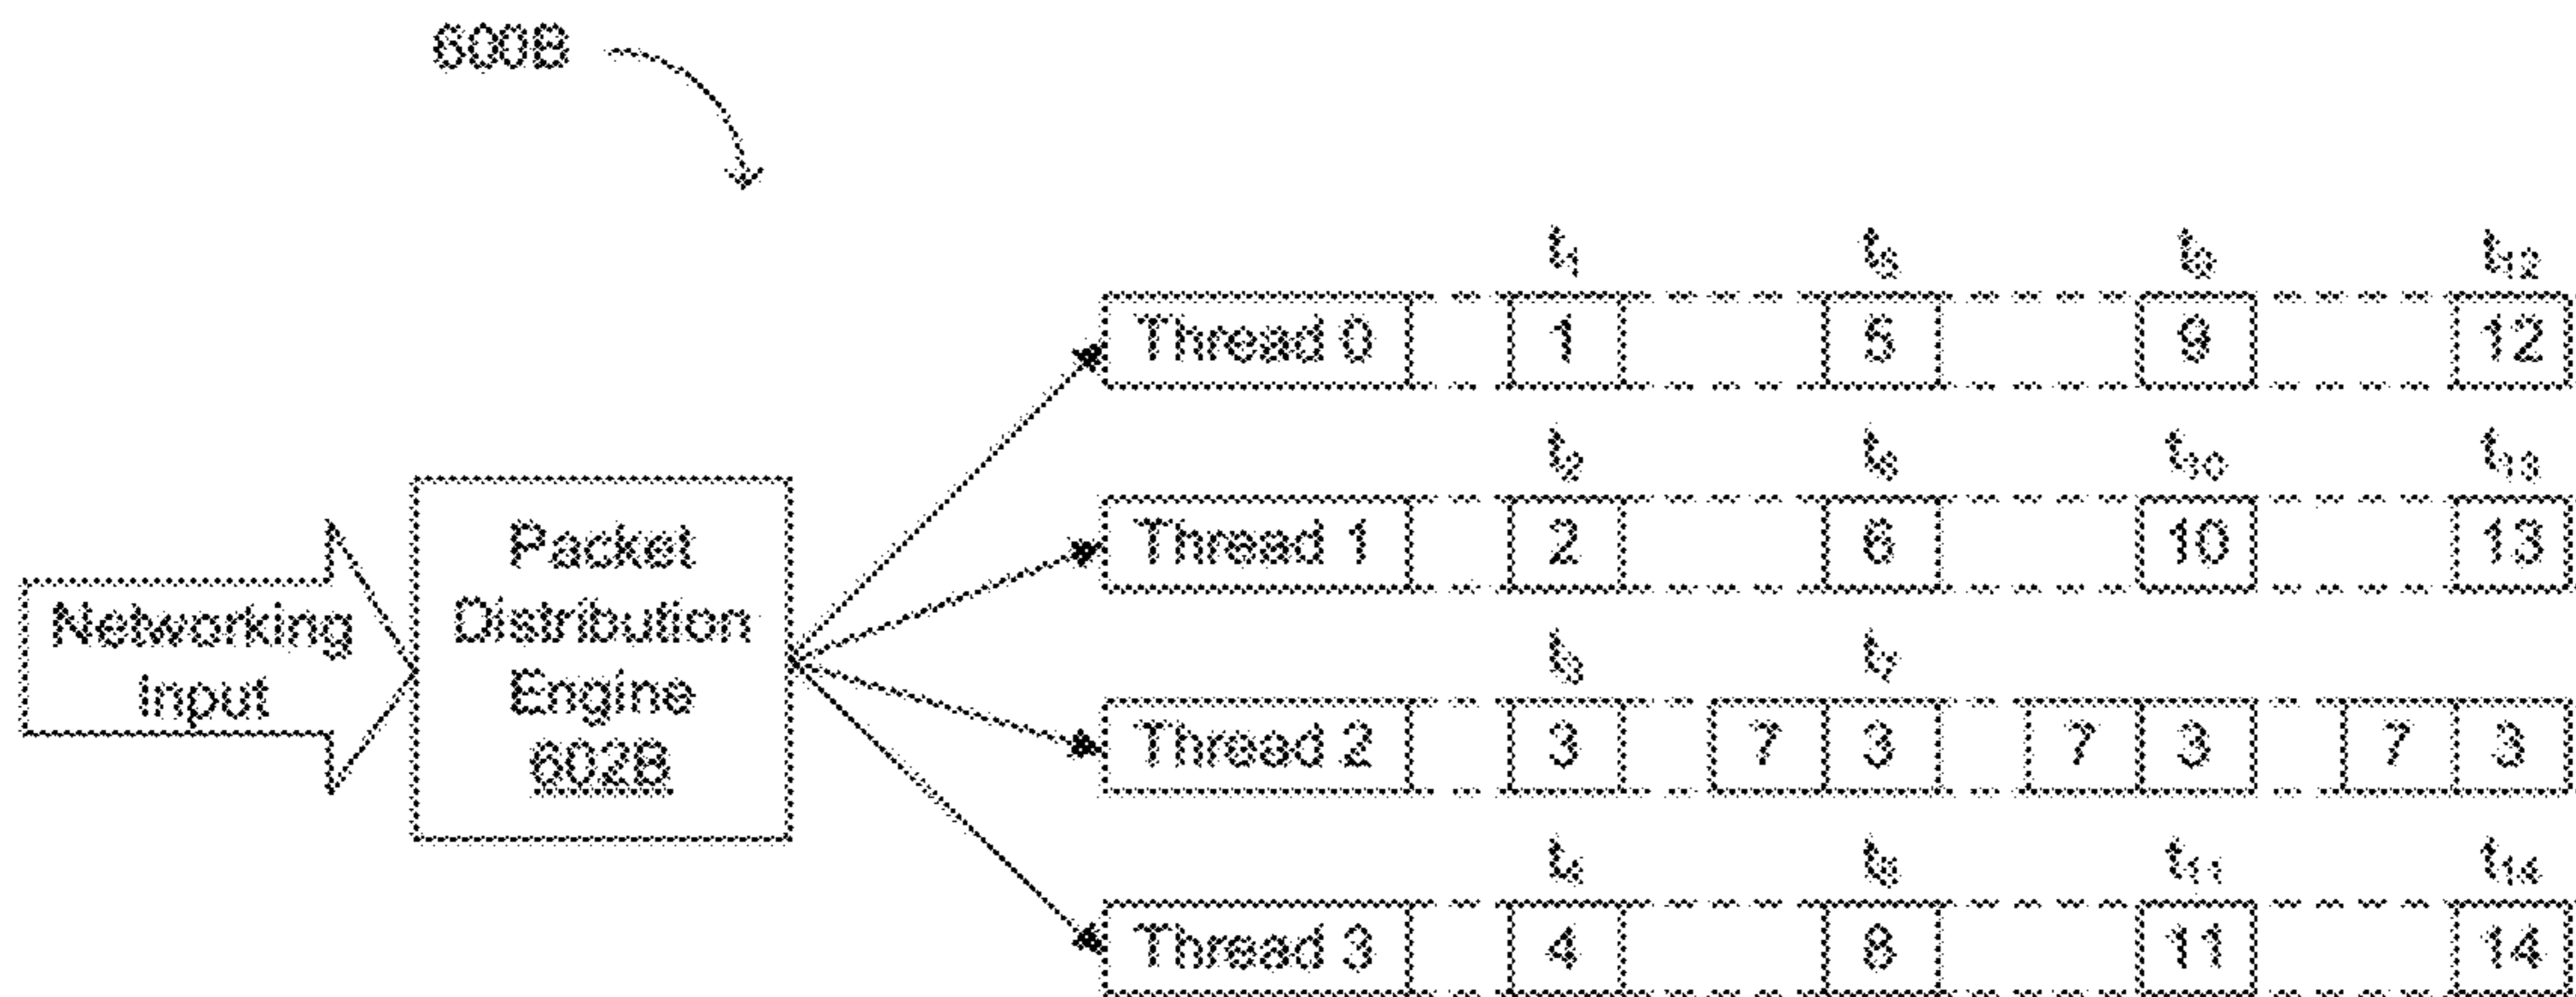 600B
t1 t5 t9 t12
Thread 0 1 5 9 12
t2 t6 t10 t13
Thread 1 2 6 10 13
Networking
Input
Packet
Distribution
Engine
602B
t3 t7
Thread 2 3 7 3 7 3 7 3
t4 t8 t11 t14
Thread 3 4 8 11 14